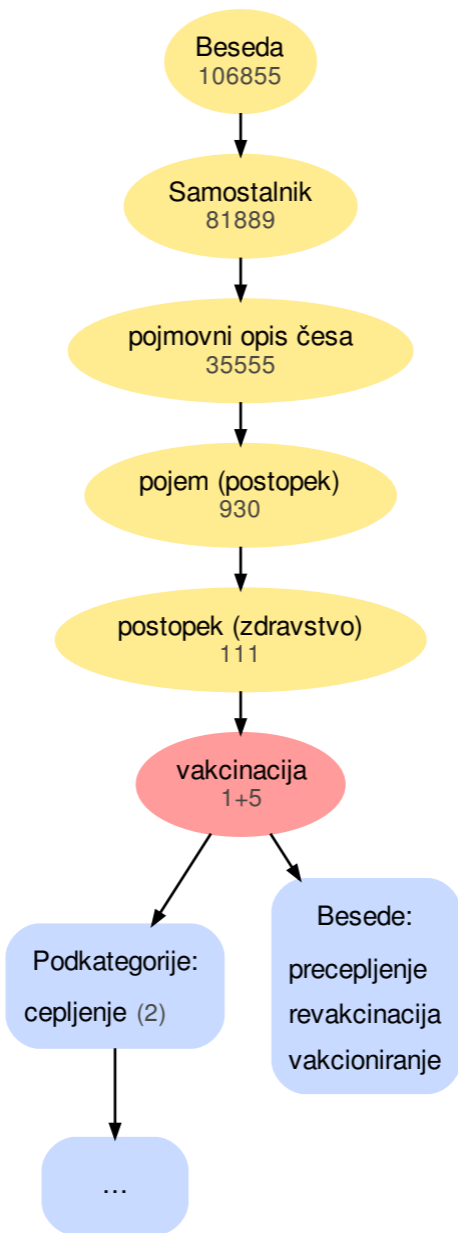 Beseda
106855
Samostalnik
81889
pojmovni opis česa
35555
pojem (postopek)
930
postopek (zdravstvo)
111
vakcinacija
1+5
Podkategorije:
cepljenje (2)
Besede:
precepljenje
revakcinacija
vakcioniranje
...